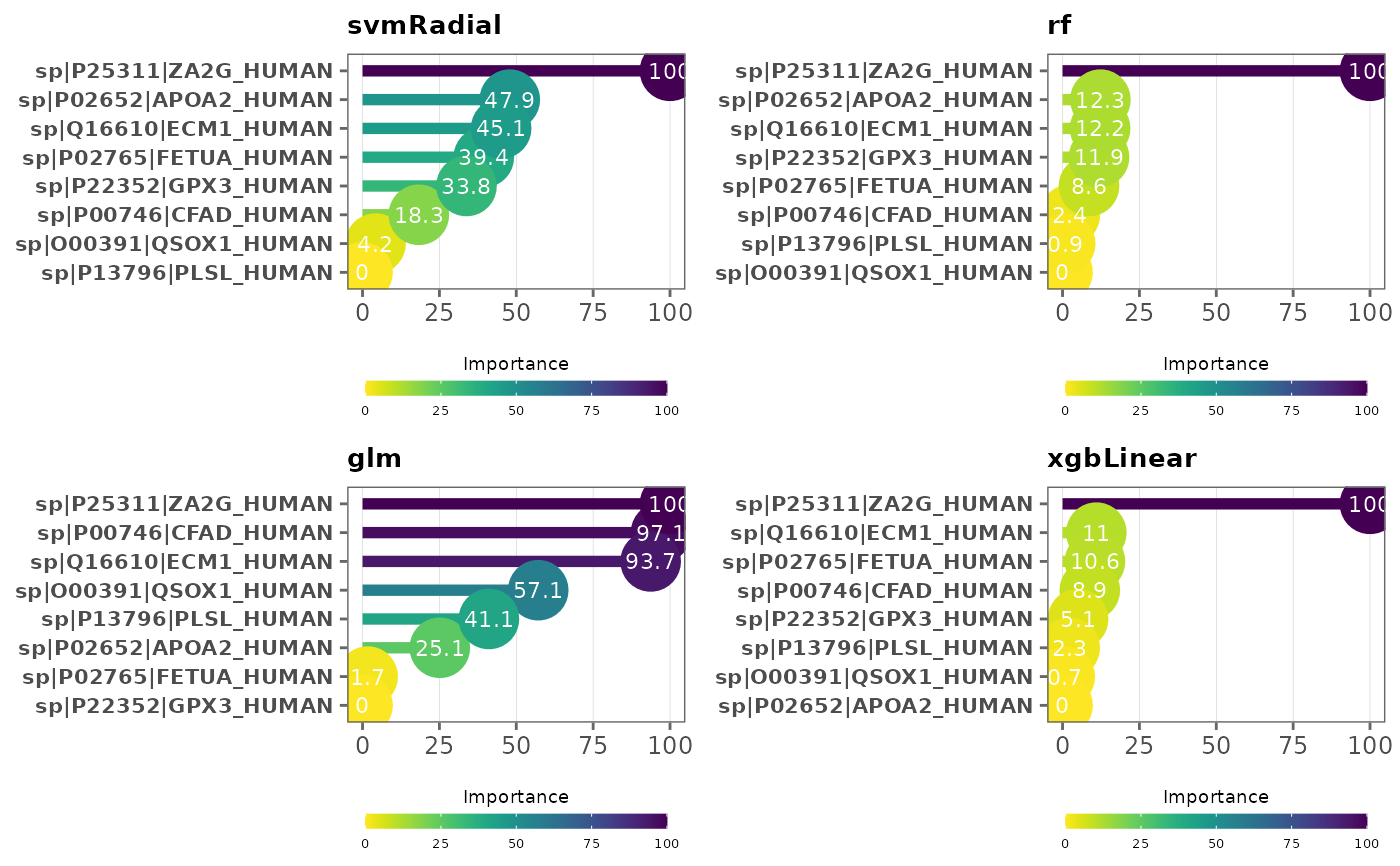 svmRadial
sp|P25311|ZA2G_HUMAN 100
sp|P02652|APOA2_HUMAN 47.9
sp|Q16610|ECM1_HUMAN 45.1
sp|P02765|FETUA_HUMAN 39.4
sp|P22352|GPX3_HUMAN 33.8
sp|P00746|CFAD_HUMAN 18.3
sp|O00391|QSOX1_HUMAN 4.2
sp|P13796|PLSL_HUMAN 0
0 25 50 75 100
Importance
0 25 50 75 100
rf
sp|P25311|ZA2G_HUMAN 100
sp|P02652|APOA2_HUMAN 12.3
sp|Q16610|ECM1_HUMAN 12.2
sp|P22352|GPX3_HUMAN 11.9
sp|P02765|FETUA_HUMAN 8.6
sp|P00746|CFAD_HUMAN 2.4
sp|P13796|PLSL_HUMAN 0.9
sp|O00391|QSOX1_HUMAN 0
0 25 50 75 100
Importance
0 25 50 75 100
glm
sp|P25311|ZA2G_HUMAN 100
sp|P00746|CFAD_HUMAN 97.1
sp|Q16610|ECM1_HUMAN 93.7
sp|O00391|QSOX1_HUMAN 57.1
sp|P13796|PLSL_HUMAN 41.1
sp|P02652|APOA2_HUMAN 25.1
sp|P02765|FETUA_HUMAN 1.7
sp|P22352|GPX3_HUMAN 0
0 25 50 75 100
Importance
0 25 50 75 100
xgbLinear
sp|P25311|ZA2G_HUMAN 100
sp|Q16610|ECM1_HUMAN 11
sp|P02765|FETUA_HUMAN 10.6
sp|P00746|CFAD_HUMAN 8.9
sp|P22352|GPX3_HUMAN 5.1
sp|P13796|PLSL_HUMAN 2.3
sp|O00391|QSOX1_HUMAN 0.7
sp|P02652|APOA2_HUMAN 0
0 25 50 75 100
Importance
0 25 50 75 100